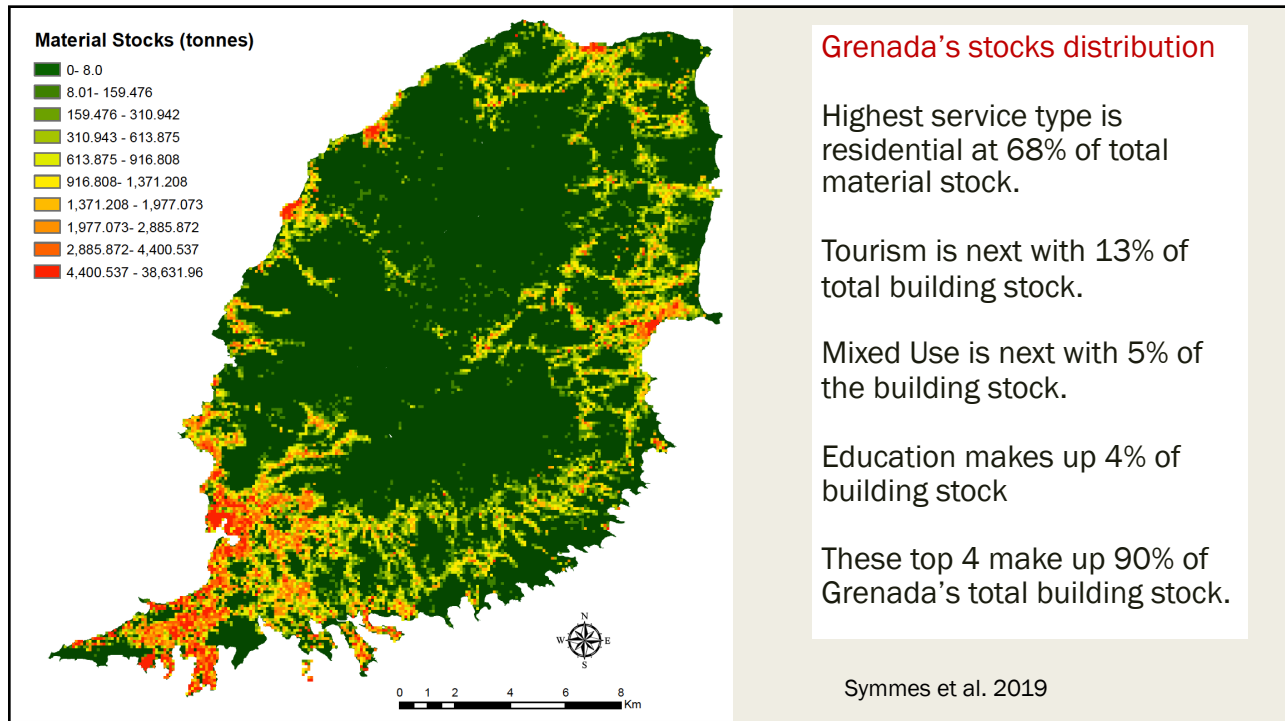 Material Stocks (tonnes)
0- 8.0
8.01- 159.476
159.476 - 310.942
310.943 - 613.875
613.875 - 916.808
916.808- 1,371.208
1,371.208 - 1,977.073
1,977.073- 2,885.872
2,885.872- 4,400.537
4,400.537 - 38,631.96
N
W E
S
0 1 2 4 6 8
Km
Grenada’s stocks distribution
Highest service type is
residential at 68% of total
material stock.
Tourism is next with 13% of
total building stock.
Mixed Use is next with 5% of
the building stock.
Education makes up 4% of
building stock
These top 4 make up 90% of
Grenada’s total building stock.
Symmes et al. 2019